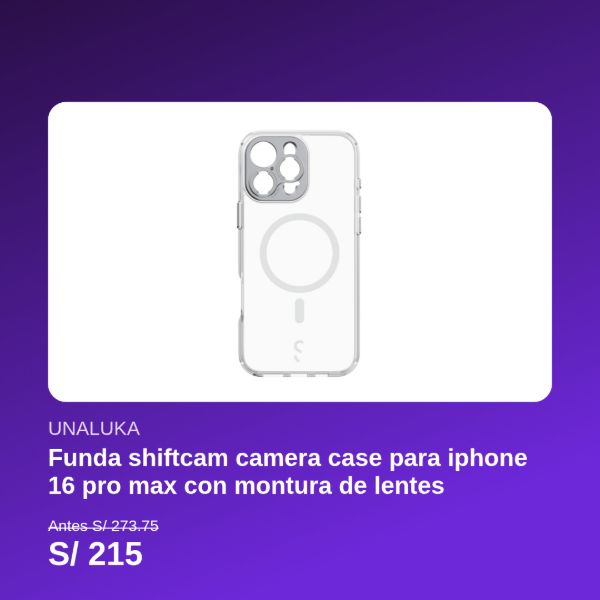 UNALUKA
Funda shiftcam camera case para iphone
16 pro max con montura de lentes
Antes S/ 273.75
S/ 215